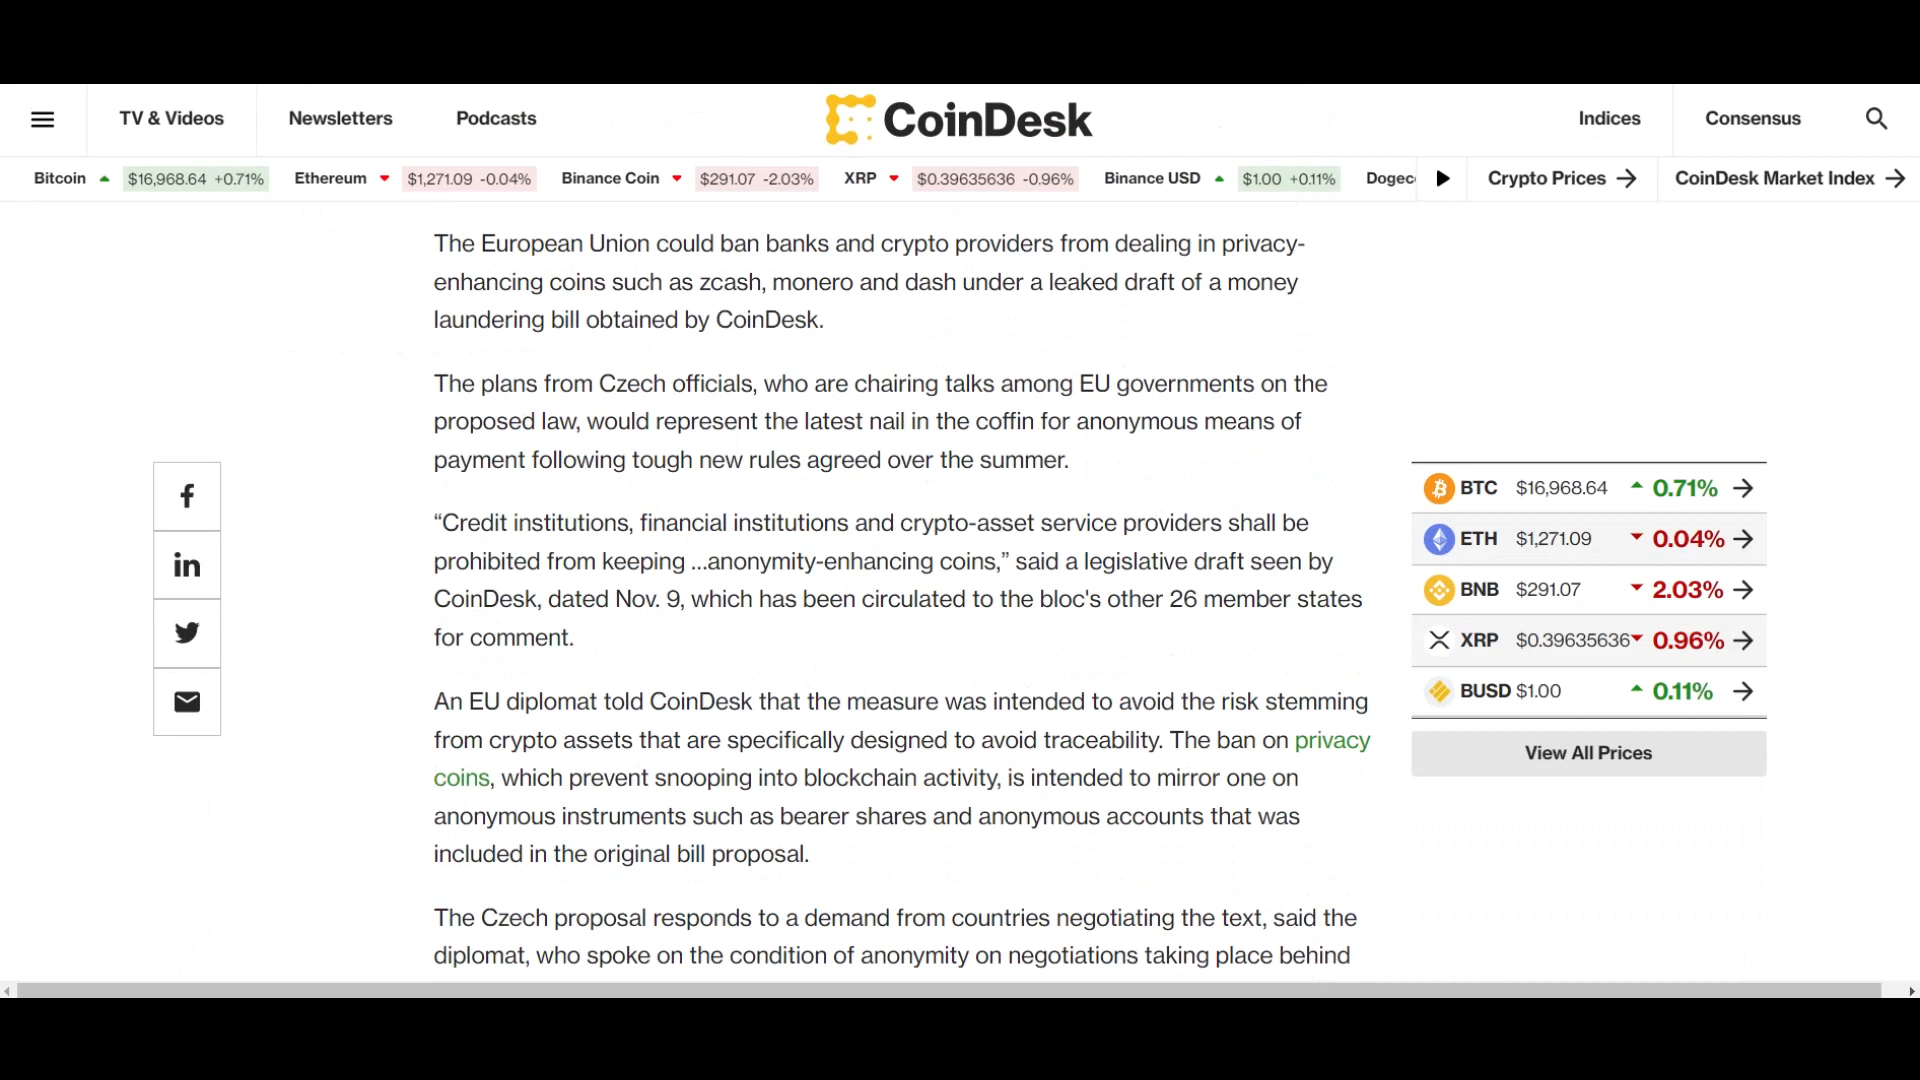 TV & Videos
Newsletters
Podcasts
CoinDesk
Indices
Consensus
Bitcoin $16,968.64 +0.71% Ethereum $1,271.09 -0.04% Binance Coin $291.07 -2.03% XRP $0.39635636 -0.96% Binance USD $1.00 +0.11% Dogec
Crypto Prices
CoinDesk Market Index
The European Union could ban banks and crypto providers from dealing in privacy-
enhancing coins such as zcash, monero and dash under a leaked draft of a money
laundering bill obtained by CoinDesk.
The plans from Czech officials, who are chairing talks among EU governments on the
proposed law, would represent the latest nail in the coffin for anonymous means of
payment following tough new rules agreed over the summer.
“Credit institutions, financial institutions and crypto-asset service providers shall be
prohibited from keeping ...anonymity-enhancing coins,” said a legislative draft seen by
CoinDesk, dated Nov. 9, which has been circulated to the bloc's other 26 member states
for comment.
An EU diplomat told CoinDesk that the measure was intended to avoid the risk stemming
from crypto assets that are specifically designed to avoid traceability. The ban on privacy
coins, which prevent snooping into blockchain activity, is intended to mirror one on
anonymous instruments such as bearer shares and anonymous accounts that was
included in the original bill proposal.
The Czech proposal responds to a demand from countries negotiating the text, said the
diplomat, who spoke on the condition of anonymity on negotiations taking place behind
BTC $16,968.64 0.71%
ETH $1,271.09 0.04%
BNB $291.07 2.03%
XRP $0.39635636 0.96%
BUSD $1.00 0.11%
View All Prices